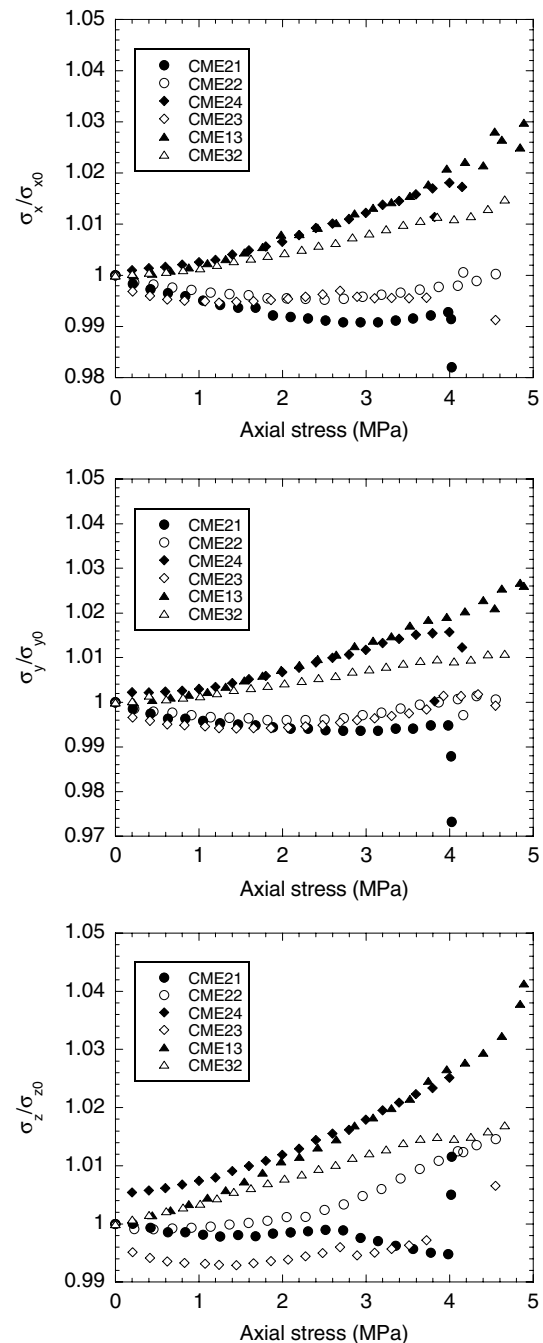 1.05
1.04
1.03
1.02
1.01
1
0.99
0.98
σx/σx0
CME21
CME22
CME24
CME23
CME13
CME32
0 1 2 3 4 5
Axial stress (MPa)
1.05
1.04
1.03
1.02
1.01
1
0.99
0.98
0.97
σy/σy0
CME21
CME22
CME24
CME23
CME13
CME32
0 1 2 3 4 5
Axial stress (MPa)
1.05
1.04
1.03
1.02
1.01
1
0.99
σz/σz0
CME21
CME22
CME24
CME23
CME13
CME32
0 1 2 3 4 5
Axial stress (MPa)